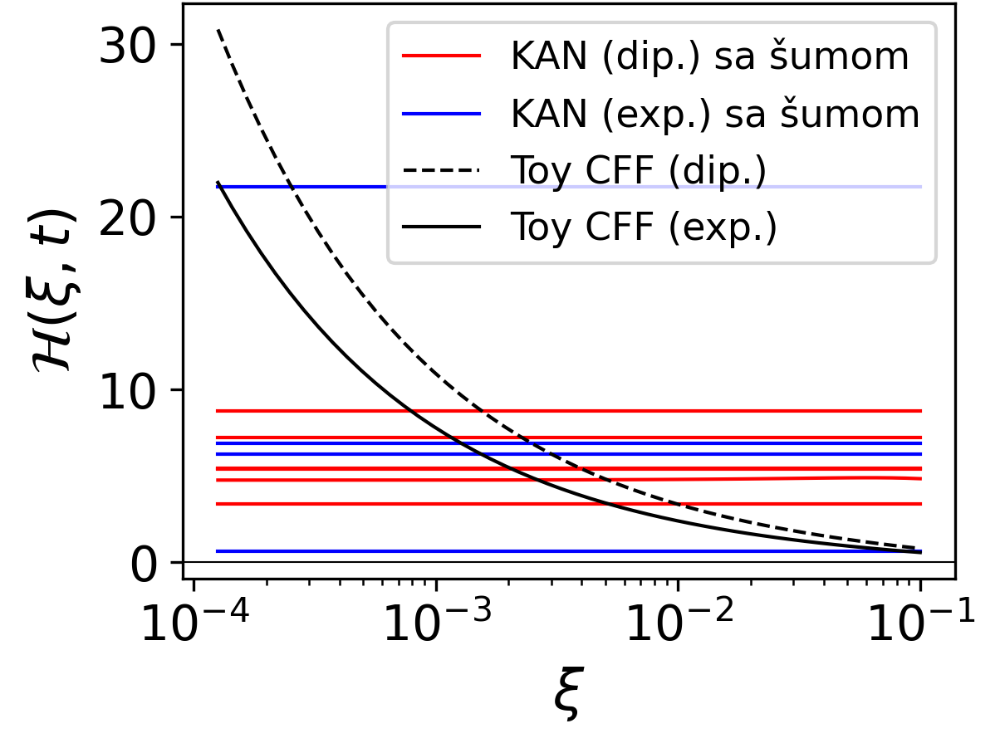 30
20
10
0
ℋ(ξ, t)
KAN (dip.) sa šumom
KAN (exp.) sa šumom
Toy CFF (dip.)
Toy CFF (exp.)
10⁻⁴ 10⁻³ 10⁻² 10⁻¹
ξ